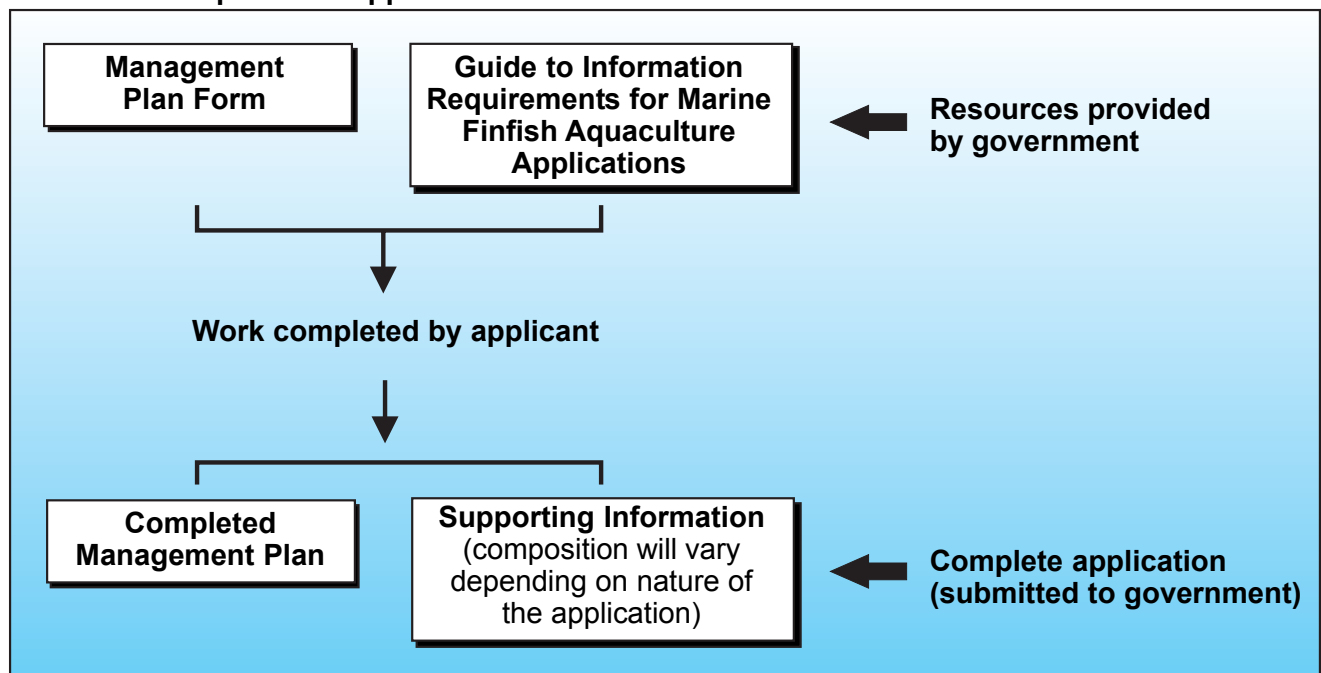 Management
Plan Form
Guide to Information
Requirements for Marine
Finfish Aquaculture
Applications
Resources provided
by government
Work completed by applicant
Completed
Management Plan
Supporting Information
(composition will vary
depending on nature of
the application)
Complete application
(submitted to government)